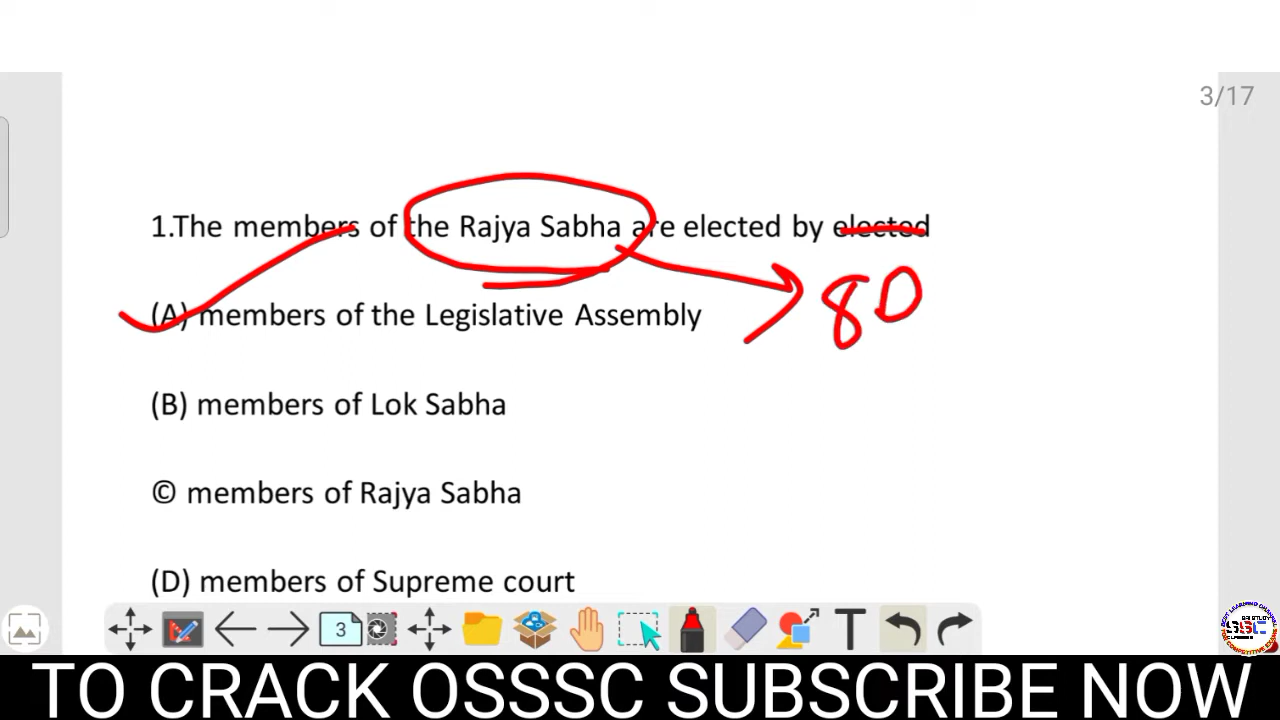 3/17
1.The members of the Rajya Sabha are elected by elected
80
(A) members of the Legislative Assembly
(B) members of Lok Sabha
© members of Rajya Sabha
(D) members of Supreme court
3
T
TO CRACK OSSSC SUBSCRIBE NOW